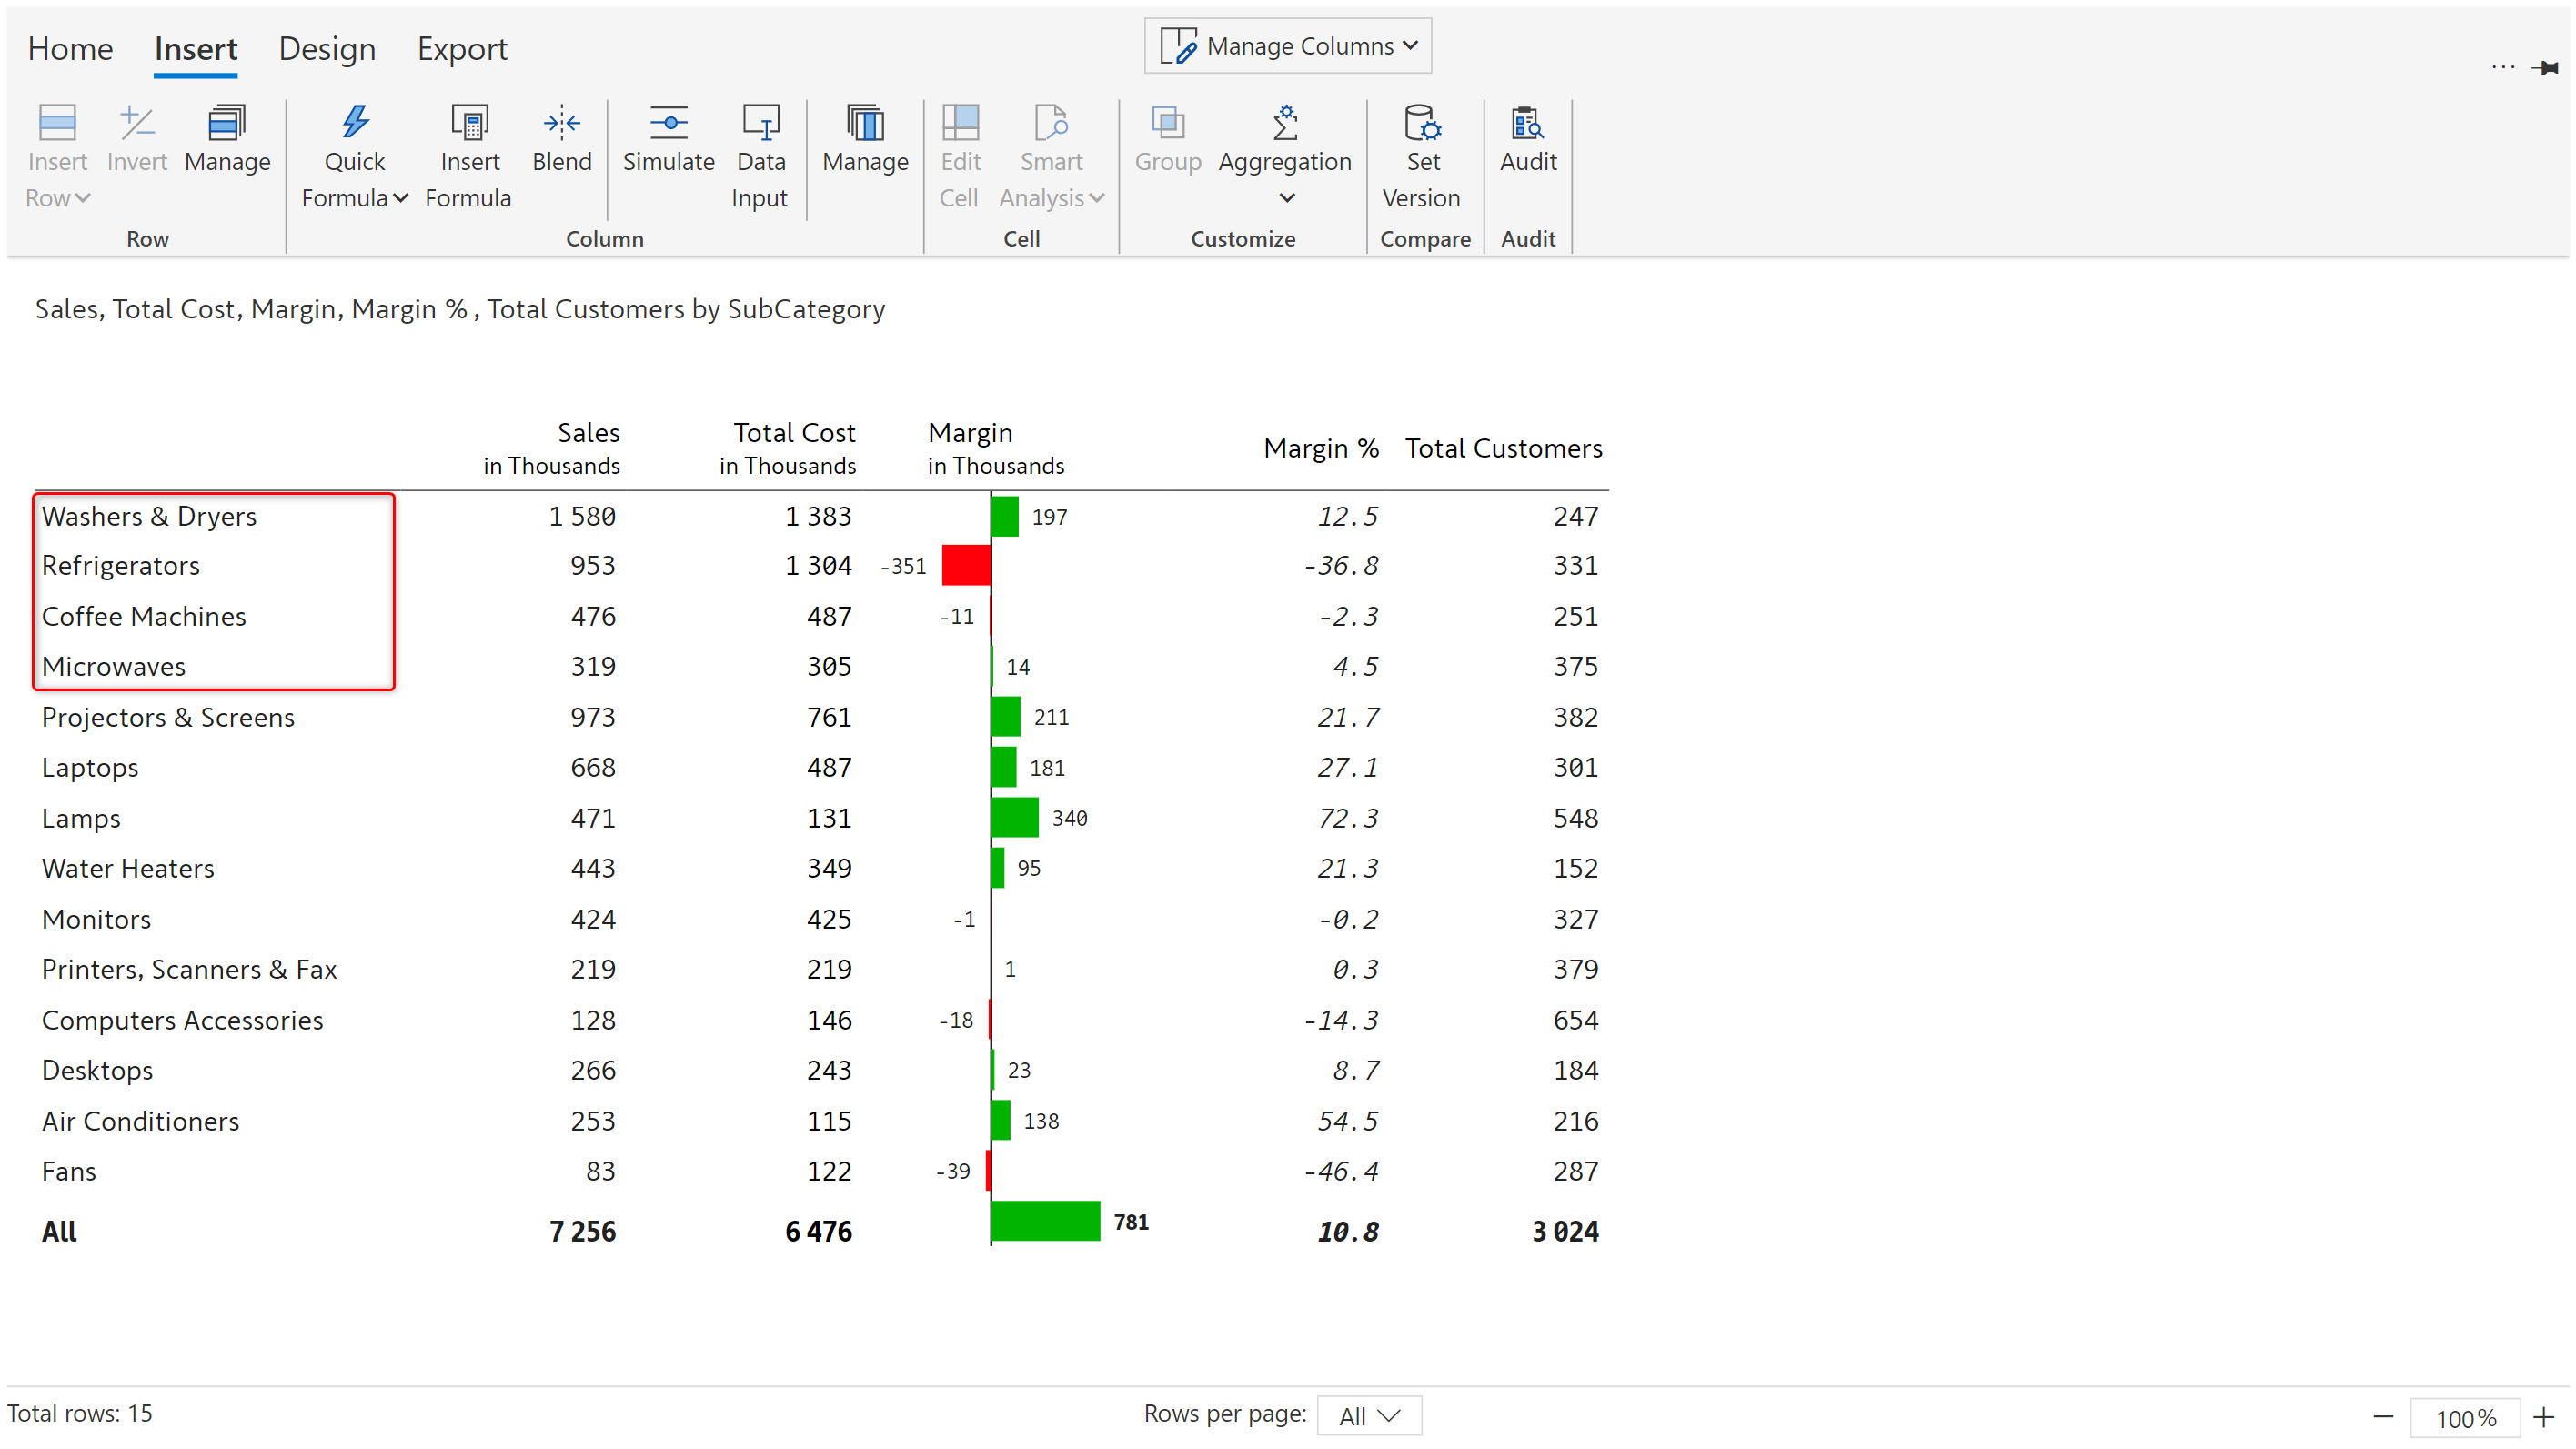 Home Insert Design Export Manage Columns ...
Insert Invert Manage Quick Insert Blend Simulate Data Manage Edit Smart Group Aggregation Set Audit
Row Formula Formula Input Cell Analysis Version
Row Column Cell Customize Compare Audit
Sales, Total Cost, Margin, Margin % , Total Customers by SubCategory
Sales Total Cost Margin Margin % Total Customers
in Thousands in Thousands in Thousands
Washers & Dryers 1 580 1 383 197 12.5 247
Refrigerators 953 1 304 -351 -36.8 331
Coffee Machines 476 487 -11 -2.3 251
Microwaves 319 305 14 4.5 375
Projectors & Screens 973 761 211 21.7 382
Laptops 668 487 181 27.1 301
Lamps 471 131 340 72.3 548
Water Heaters 443 349 95 21.3 152
Monitors 424 425 -1 -0.2 327
Printers, Scanners & Fax 219 219 1 0.3 379
Computers Accessories 128 146 -18 -14.3 654
Desktops 266 243 23 8.7 184
Air Conditioners 253 115 138 54.5 216
Fans 83 122 -39 -46.4 287
All 7 256 6 476 781 10.8 3 024
Total rows: 15 Rows per page: All − 100% +